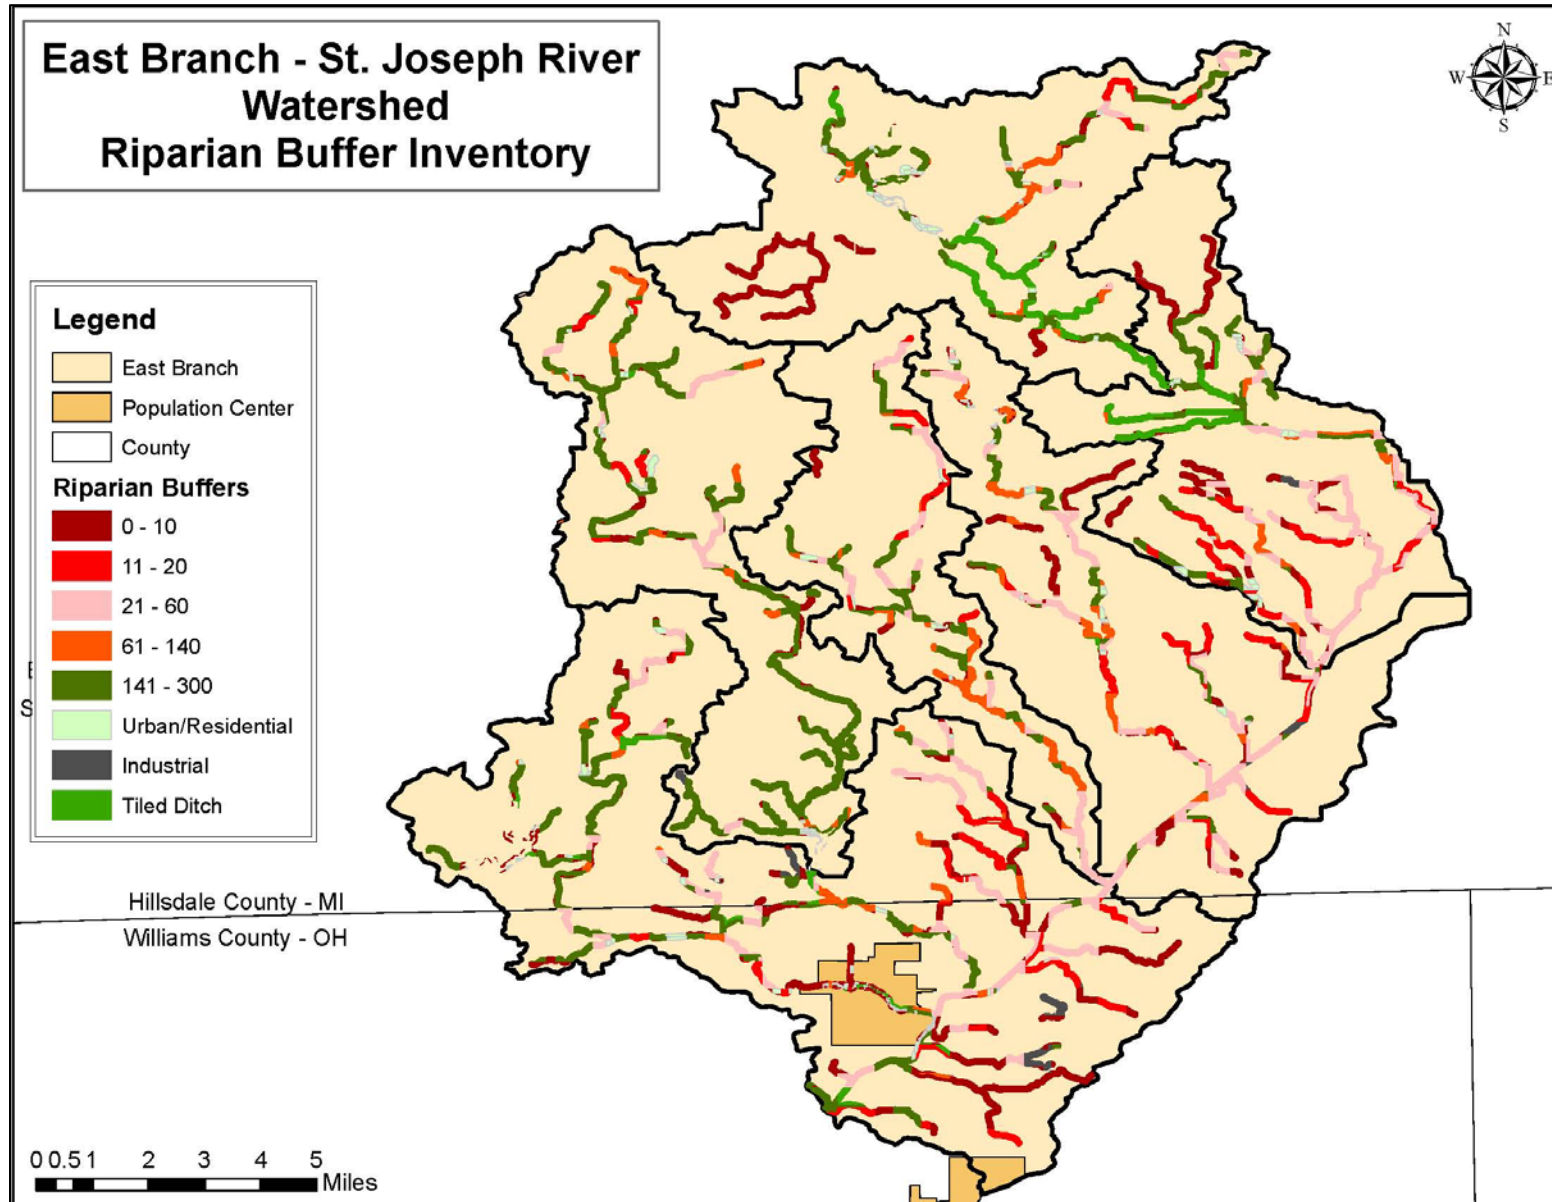 East Branch - St. Joseph River
Watershed
Riparian Buffer Inventory
N
W E
S
Legend
East Branch
Population Center
County
Riparian Buffers
0 - 10
11 - 20
21 - 60
61 - 140
141 - 300
Urban/Residential
Industrial
Tiled Ditch
S
Hillsdale County - MI
Williams County - OH
0 0.5 1 2 3 4 5
Miles